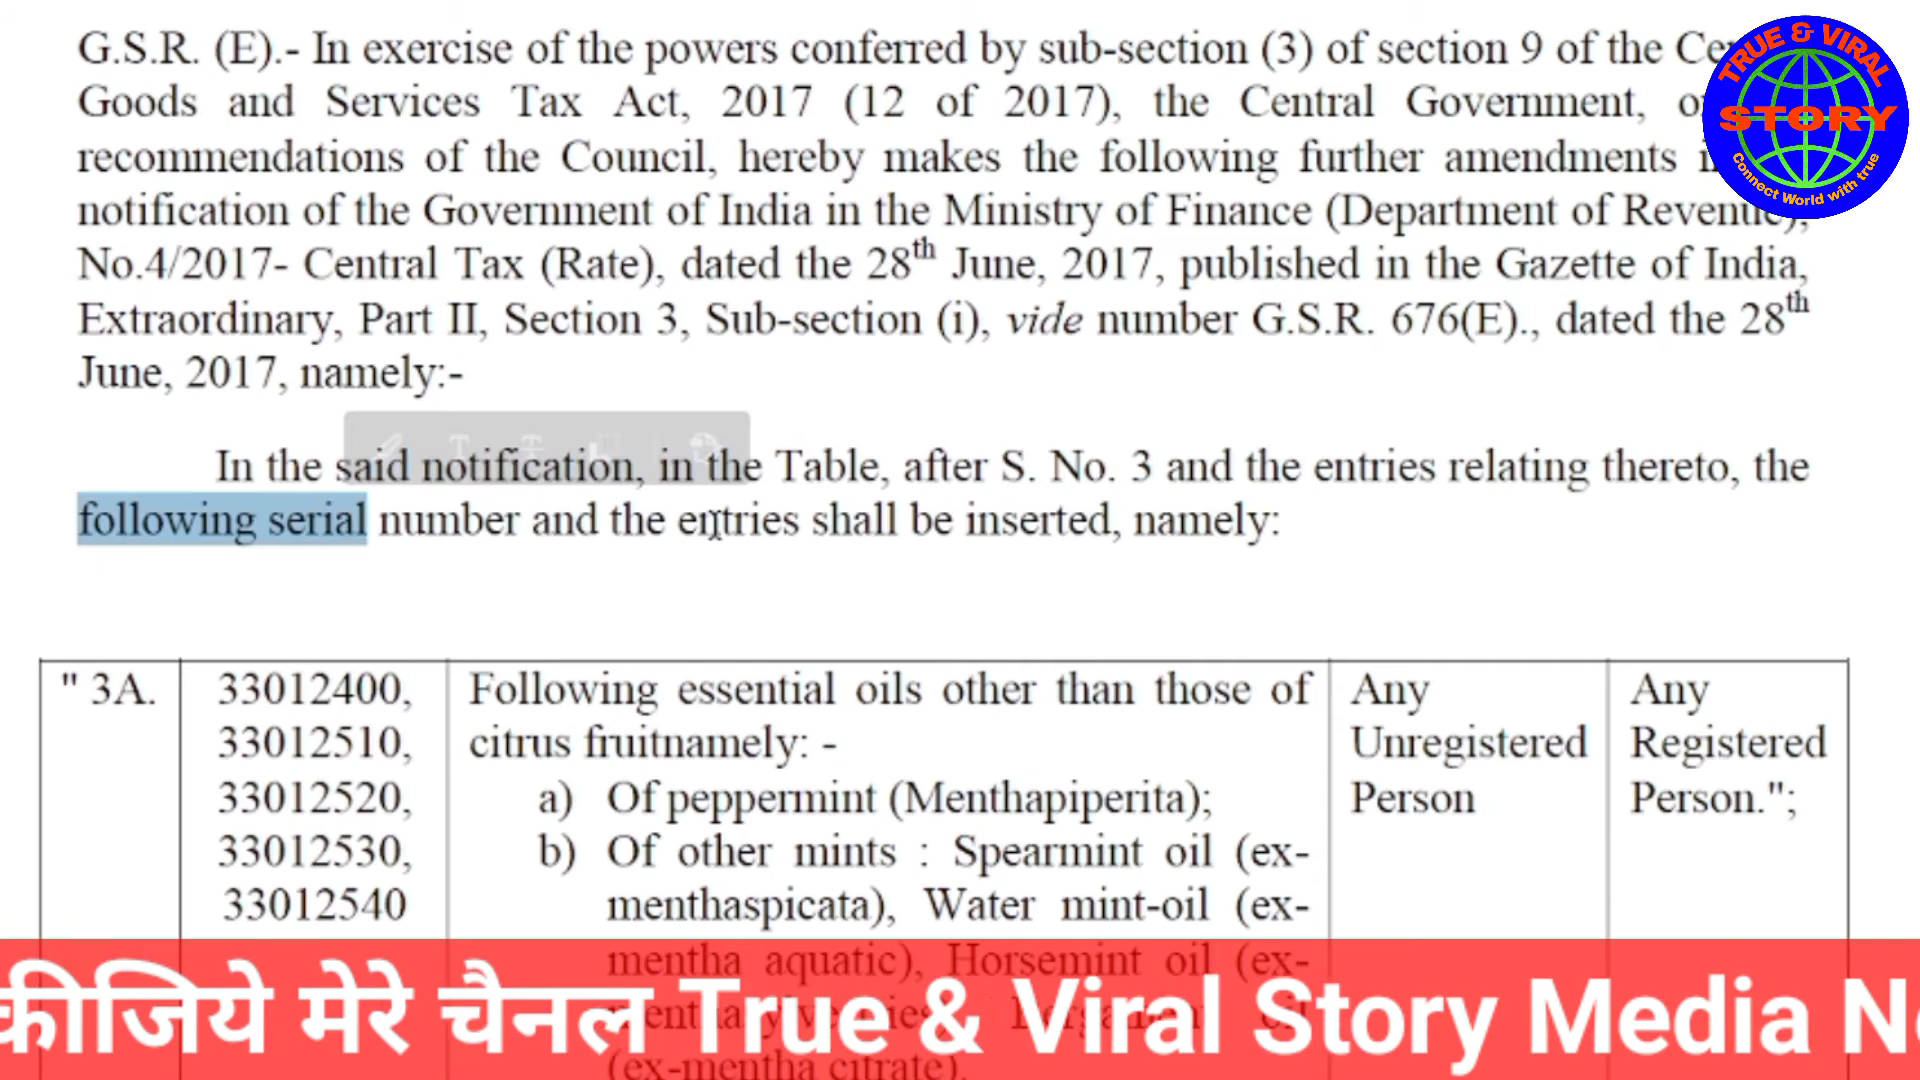 G.S.R. (E).- In exercise of the powers conferred by sub-section (3) of section 9 of the
Goods and Services Tax Act, 2017 (12 of 2017), the Central Government,
recommendations of the Council, hereby makes the following further amendments
notification of the Government of India in the Ministry of Finance (Department of Revenue),
No.4/2017- Central Tax (Rate), dated the 28th June, 2017, published in the Gazette of India,
Extraordinary, Part II, Section 3, Sub-section (i), vide number G.S.R. 676(E)., dated the 28th
June, 2017, namely:-
TRUE & VIRAL
STORY
Connect World with true
In the said notification, in the Table, after S. No. 3 and the entries relating thereto, the
following serial number and the entries shall be inserted, namely:
" 3A.
33012400,
33012510,
33012520,
33012530,
33012540
Following essential oils other than those of
citrus fruitnamely: -
a) Of peppermint (Menthapiperita);
b) Of other mints : Spearmint oil (ex-
menthaspicata), Water mint-oil (ex-
mentha aquatic), Horsemint oil (ex-
(ex-mentha citrate).
Any
Unregistered
Person
Any
Registered
Person.";
कीजिये मेरे चैनल True & Viral Story Media